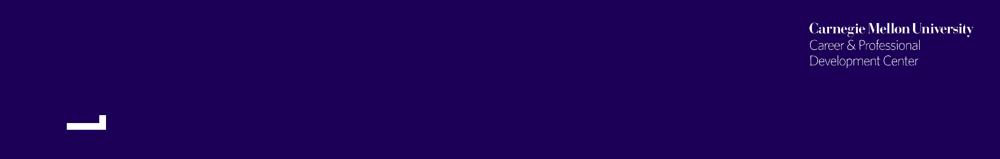 Carnegie Mellon University
Career & Professional
Development Center